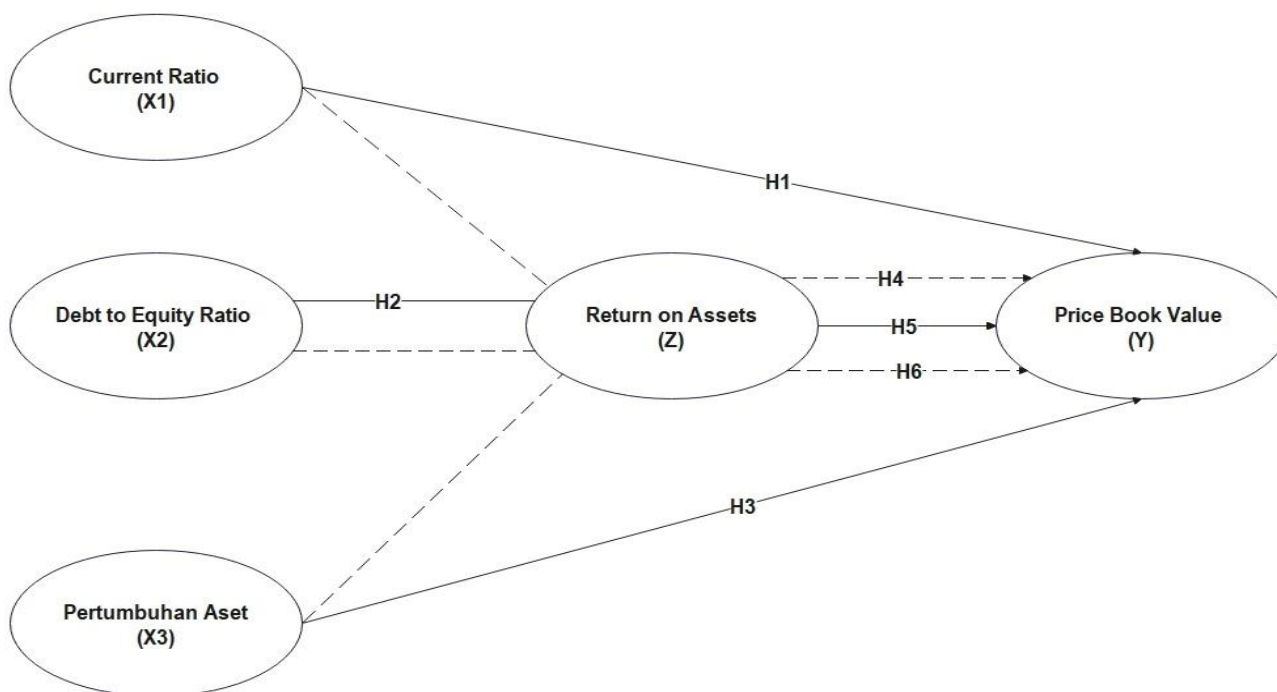 Current Ratio
(X1)
H1
Debt to Equity Ratio
(X2)
H2
Return on Assets
(Z)
H4
H5
H6
Price Book Value
(Y)
H3
Pertumbuhan Aset
(X3)